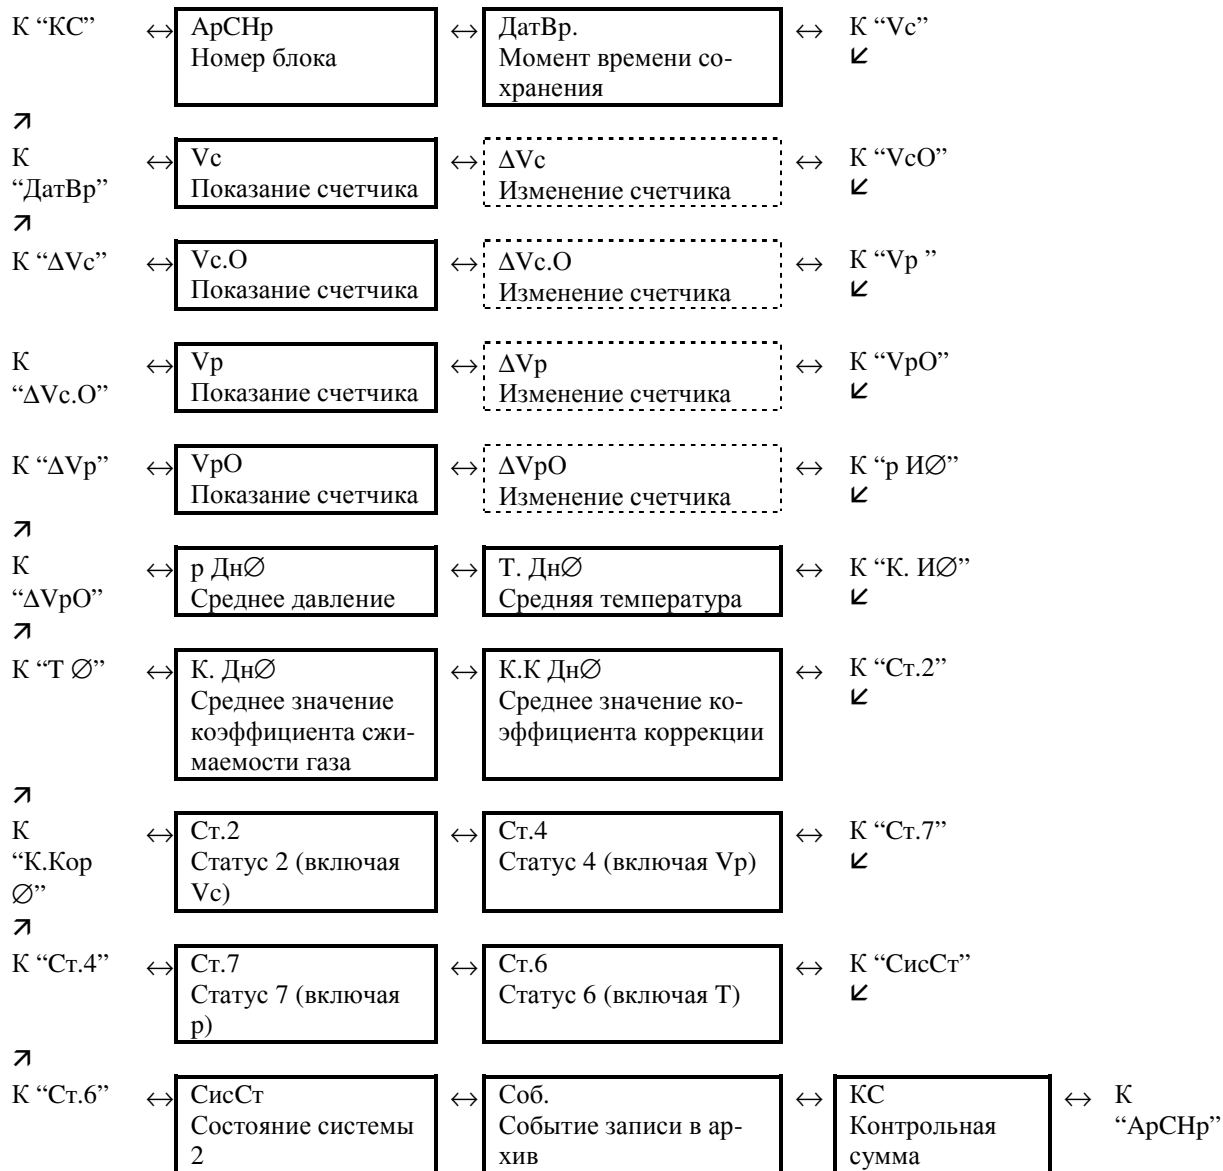 К “КС” ↔ АрСНр ↔ ДатВр. ↔ К “Vc”
Номер блока Момент времени со- ↙
хранения
↗
К ↔ Vc ↔ ΔVc ↔ К “VcO”
“ДатВр” Показание счетчика Изменение счетчика ↙
↗
К “ΔVc” ↔ Vc.O ↔ ΔVc.O ↔ К “Vp ”
Показание счетчика Изменение счетчика ↙
К ↔ Vp ↔ ΔVp ↔ К “VpO”
“ΔVc.O” Показание счетчика Изменение счетчика ↙
К “ΔVp” ↔ VpO ↔ ΔVpO ↔ К “р И∅”
Показание счетчика Изменение счетчика ↙
↗
К ↔ р Дн∅ ↔ Т. Дн∅ ↔ К “К. И∅”
“ΔVpO” Среднее давление Средняя температура ↙
↗
К “Т ∅” ↔ К. Дн∅ ↔ К.К Дн∅ ↔ К “Ст.2”
Среднее значение Среднее значение ко- ↙
коэффициента сжи- эффициента коррекции
маемости газа
↗
К ↔ Ст.2 ↔ Ст.4 ↔ К “Ст.7”
“К.Кор Статус 2 (включая Статус 4 (включая Vp) ↙
∅” Vc)
↗
К “Ст.4” ↔ Ст.7 ↔ Ст.6 ↔ К “СисСт”
Статус 7 (включая Статус 6 (включая Т) ↙
р)
↗
К “Ст.6” ↔ СисСт ↔ Соб. ↔ КС ↔ К
Состояние системы Событие записи в ар- Контрольная “АрСНр”
2 хив сумма